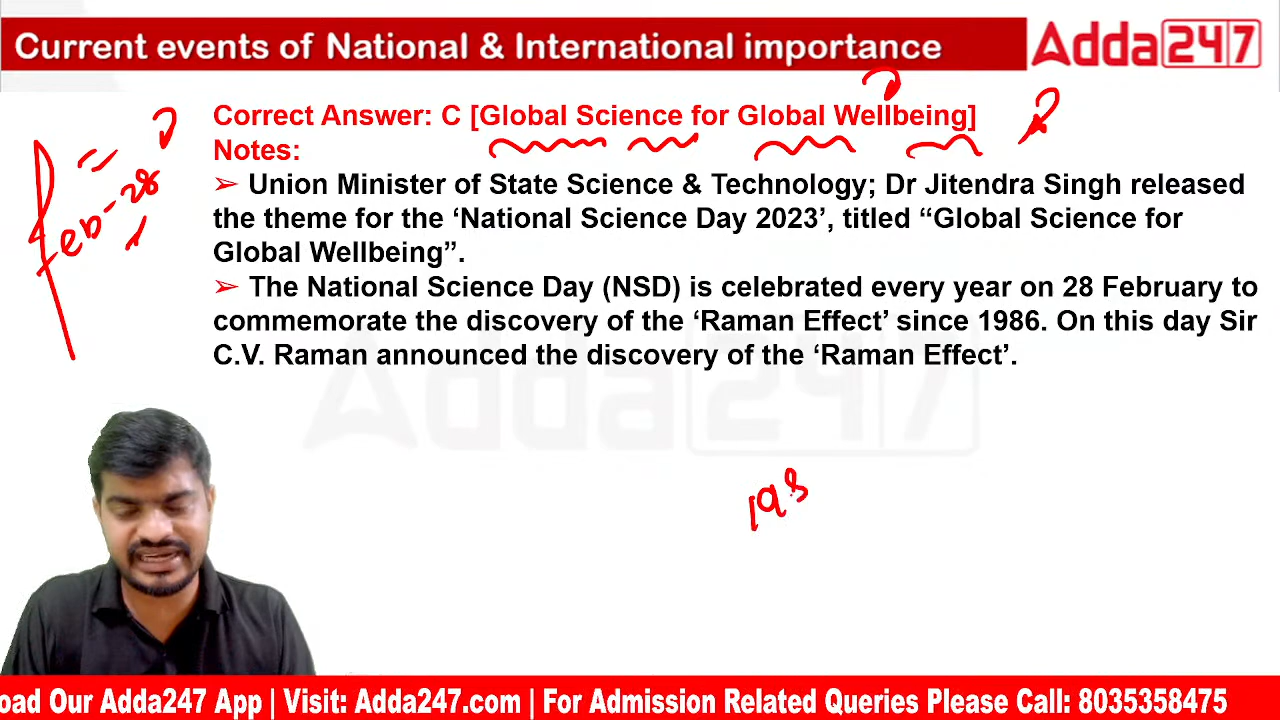 Current events of National & International importance
Adda247
Correct Answer: C [Global Science for Global Wellbeing]
Notes:
➢ Union Minister of State Science & Technology; Dr Jitendra Singh released
the theme for the ‘National Science Day 2023’, titled “Global Science for
Global Wellbeing”.
➢ The National Science Day (NSD) is celebrated every year on 28 February to
commemorate the discovery of the ‘Raman Effect’ since 1986. On this day Sir
C.V. Raman announced the discovery of the ‘Raman Effect’.
Feb-28
198
Adda247
oad Our Adda247 App | Visit: Adda247.com | For Admission Related Queries Please Call: 8035358475